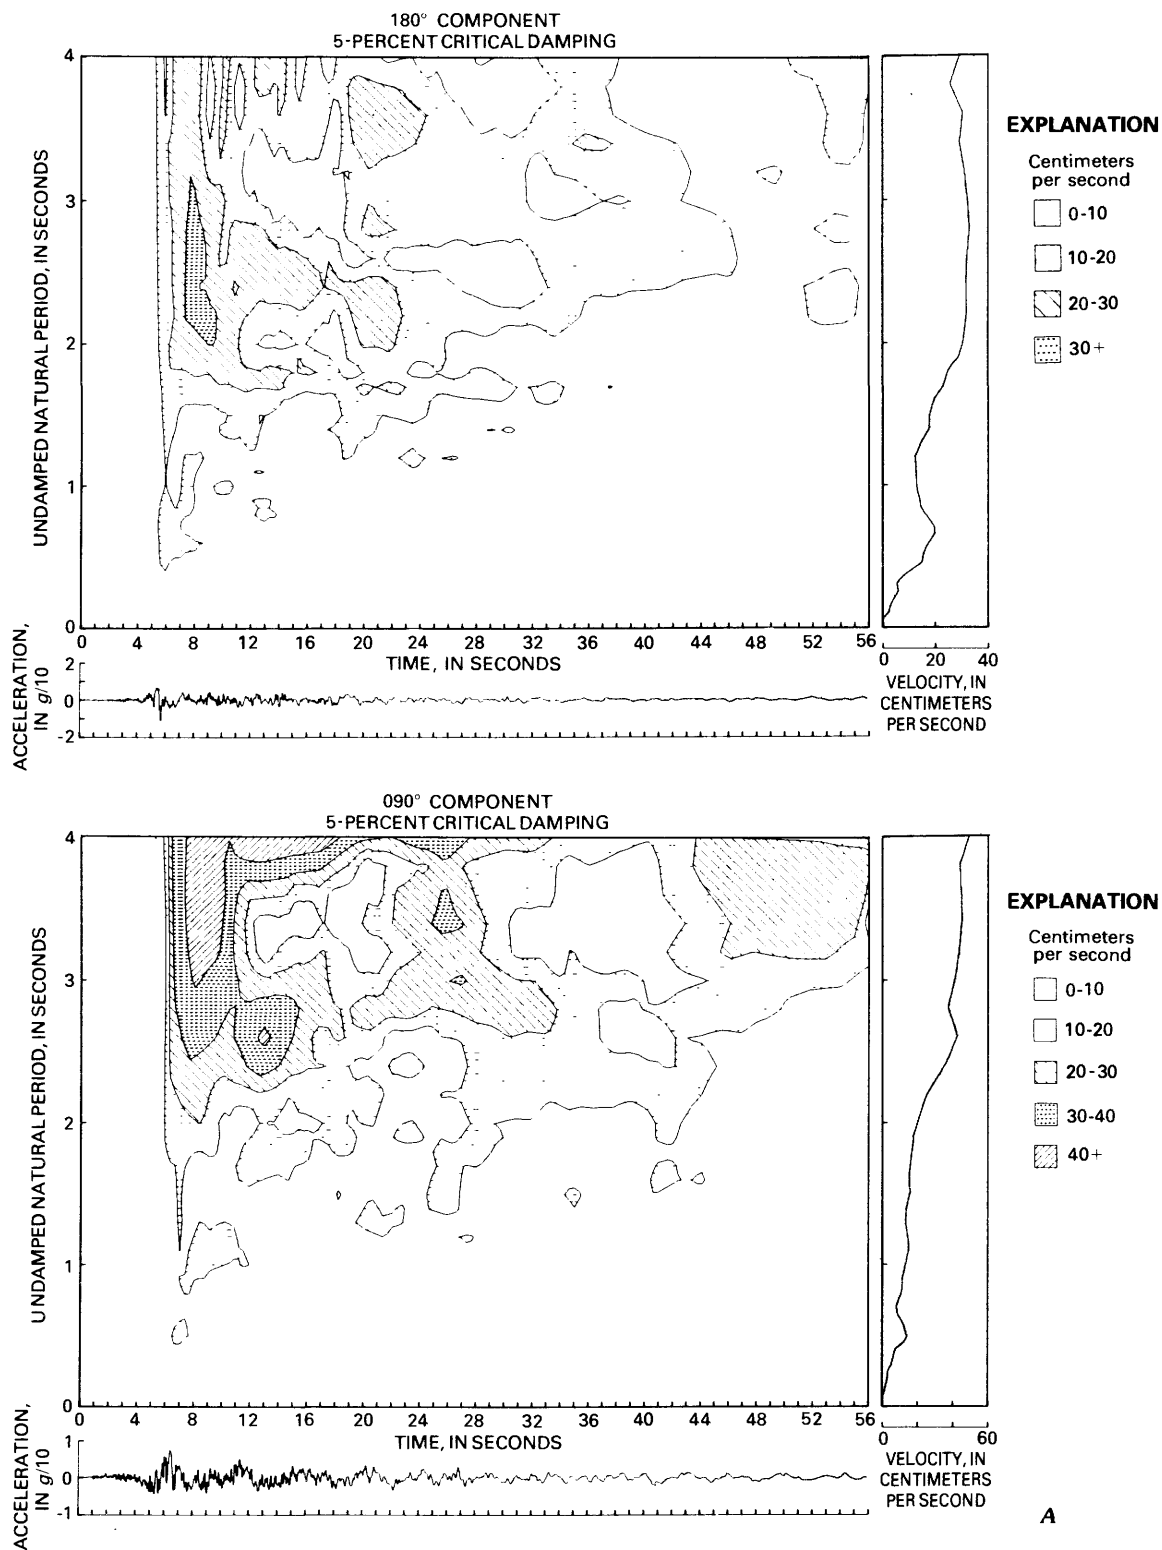 180° COMPONENT
5-PERCENT CRITICAL DAMPING
UNDAMPED NATURAL PERIOD, IN SECONDS
4
3
2
1
0
0 4 8 12 16 20 24 28 32 36 40 44 48 52 56
TIME, IN SECONDS
ACCELERATION,
IN g/10
2
0
-2
0 20 40
VELOCITY, IN
CENTIMETERS
PER SECOND
EXPLANATION
Centimeters
per second
0-10
10-20
20-30
30+
090° COMPONENT
5-PERCENT CRITICAL DAMPING
UNDAMPED NATURAL PERIOD, IN SECONDS
4
3
2
1
0
0 4 8 12 16 20 24 28 32 36 40 44 48 52 56
TIME, IN SECONDS
ACCELERATION,
IN g/10
1
0
-1
0 60
VELOCITY, IN
CENTIMETERS
PER SECOND
EXPLANATION
Centimeters
per second
0-10
10-20
20-30
30-40
40+
A